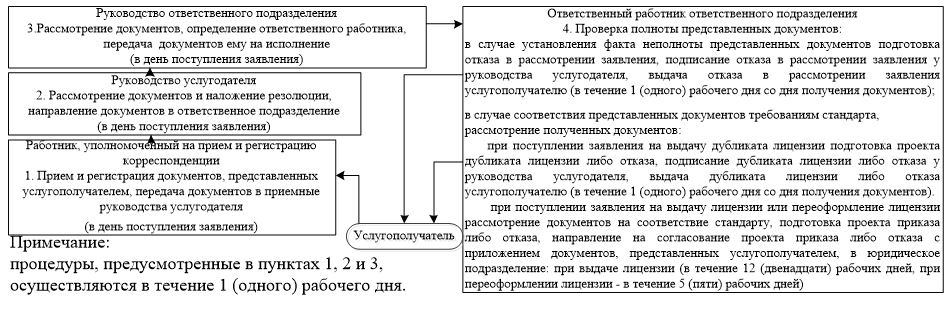 Руководство ответственного подразделения
3.Рассмотрение документов, определение ответственного работника,
передача документов ему на исполнение
(в день поступления заявления)
Руководство услугодателя
2. Рассмотрение документов и наложение резолюции,
направление документов в ответственное подразделение
(в день поступления заявления)
Работник, уполномоченный на прием и регистрацию
корреспонденции
1. Прием и регистрация документов, представленных
услугополучателем, передача документов в приемные
руководства услугодателя
(в день поступления заявления)
Примечание:
процедуры, предусмотренные в пунктах 1, 2 и 3,
осуществляются в течение 1 (одного) рабочего дня.
Услугополучатель
Ответственный работник ответственного подразделения
4. Проверка полноты представленных документов:
в случае установления факта неполноты представленных документов подготовка
отказа в рассмотрении заявления, подписание отказа в рассмотрении заявления у
руководства услугодателя, выдача отказа в рассмотрении заявления
услугополучателю (в течение 1 (одного) рабочего дня со дня получения документов);
в случае соответствия представленных документов требованиям стандарта,
рассмотрение полученных документов:
при поступлении заявления на выдачу дубликата лицензии подготовка проекта
дубликата лицензии либо отказа, подписание дубликата лицензии либо отказа у
руководства услугодателя, выдача дубликата лицензии либо отказа
услугополучателю (в течение 1 (одного) рабочего дня со дня получения документов).
при поступлении заявления на выдачу лицензии или переоформление лицензии
рассмотрение документов на соответствие стандарту, подготовка проекта приказа
либо отказа, направление на согласование проекта приказа либо отказа с
приложением документов, представленных услугополучателем, в юридическое
подразделение: при выдаче лицензии (в течение 12 (двенадцати) рабочих дней, при
переоформлении лицензии - в течение 5 (пяти) рабочих дней)